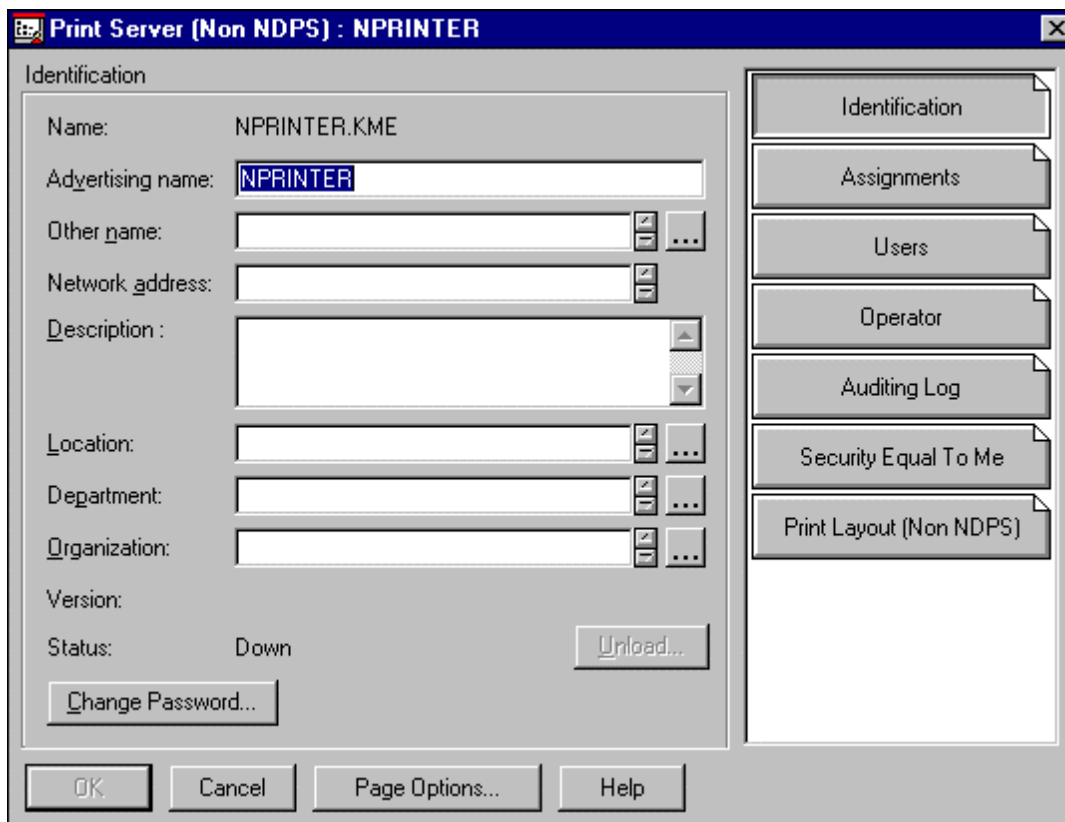 Print Server (Non NDPS) : NPRINTER
Identification
Name: NPRINTER.KME
Advertising name: NPRINTER
Other name: ...
Network address:
Description :
Location: ...
Department: ...
Organization: ...
Version:
Status: Down Unload...
Change Password...
OK Cancel Page Options... Help
Identification
Assignments
Users
Operator
Auditing Log
Security Equal To Me
Print Layout (Non NDPS)